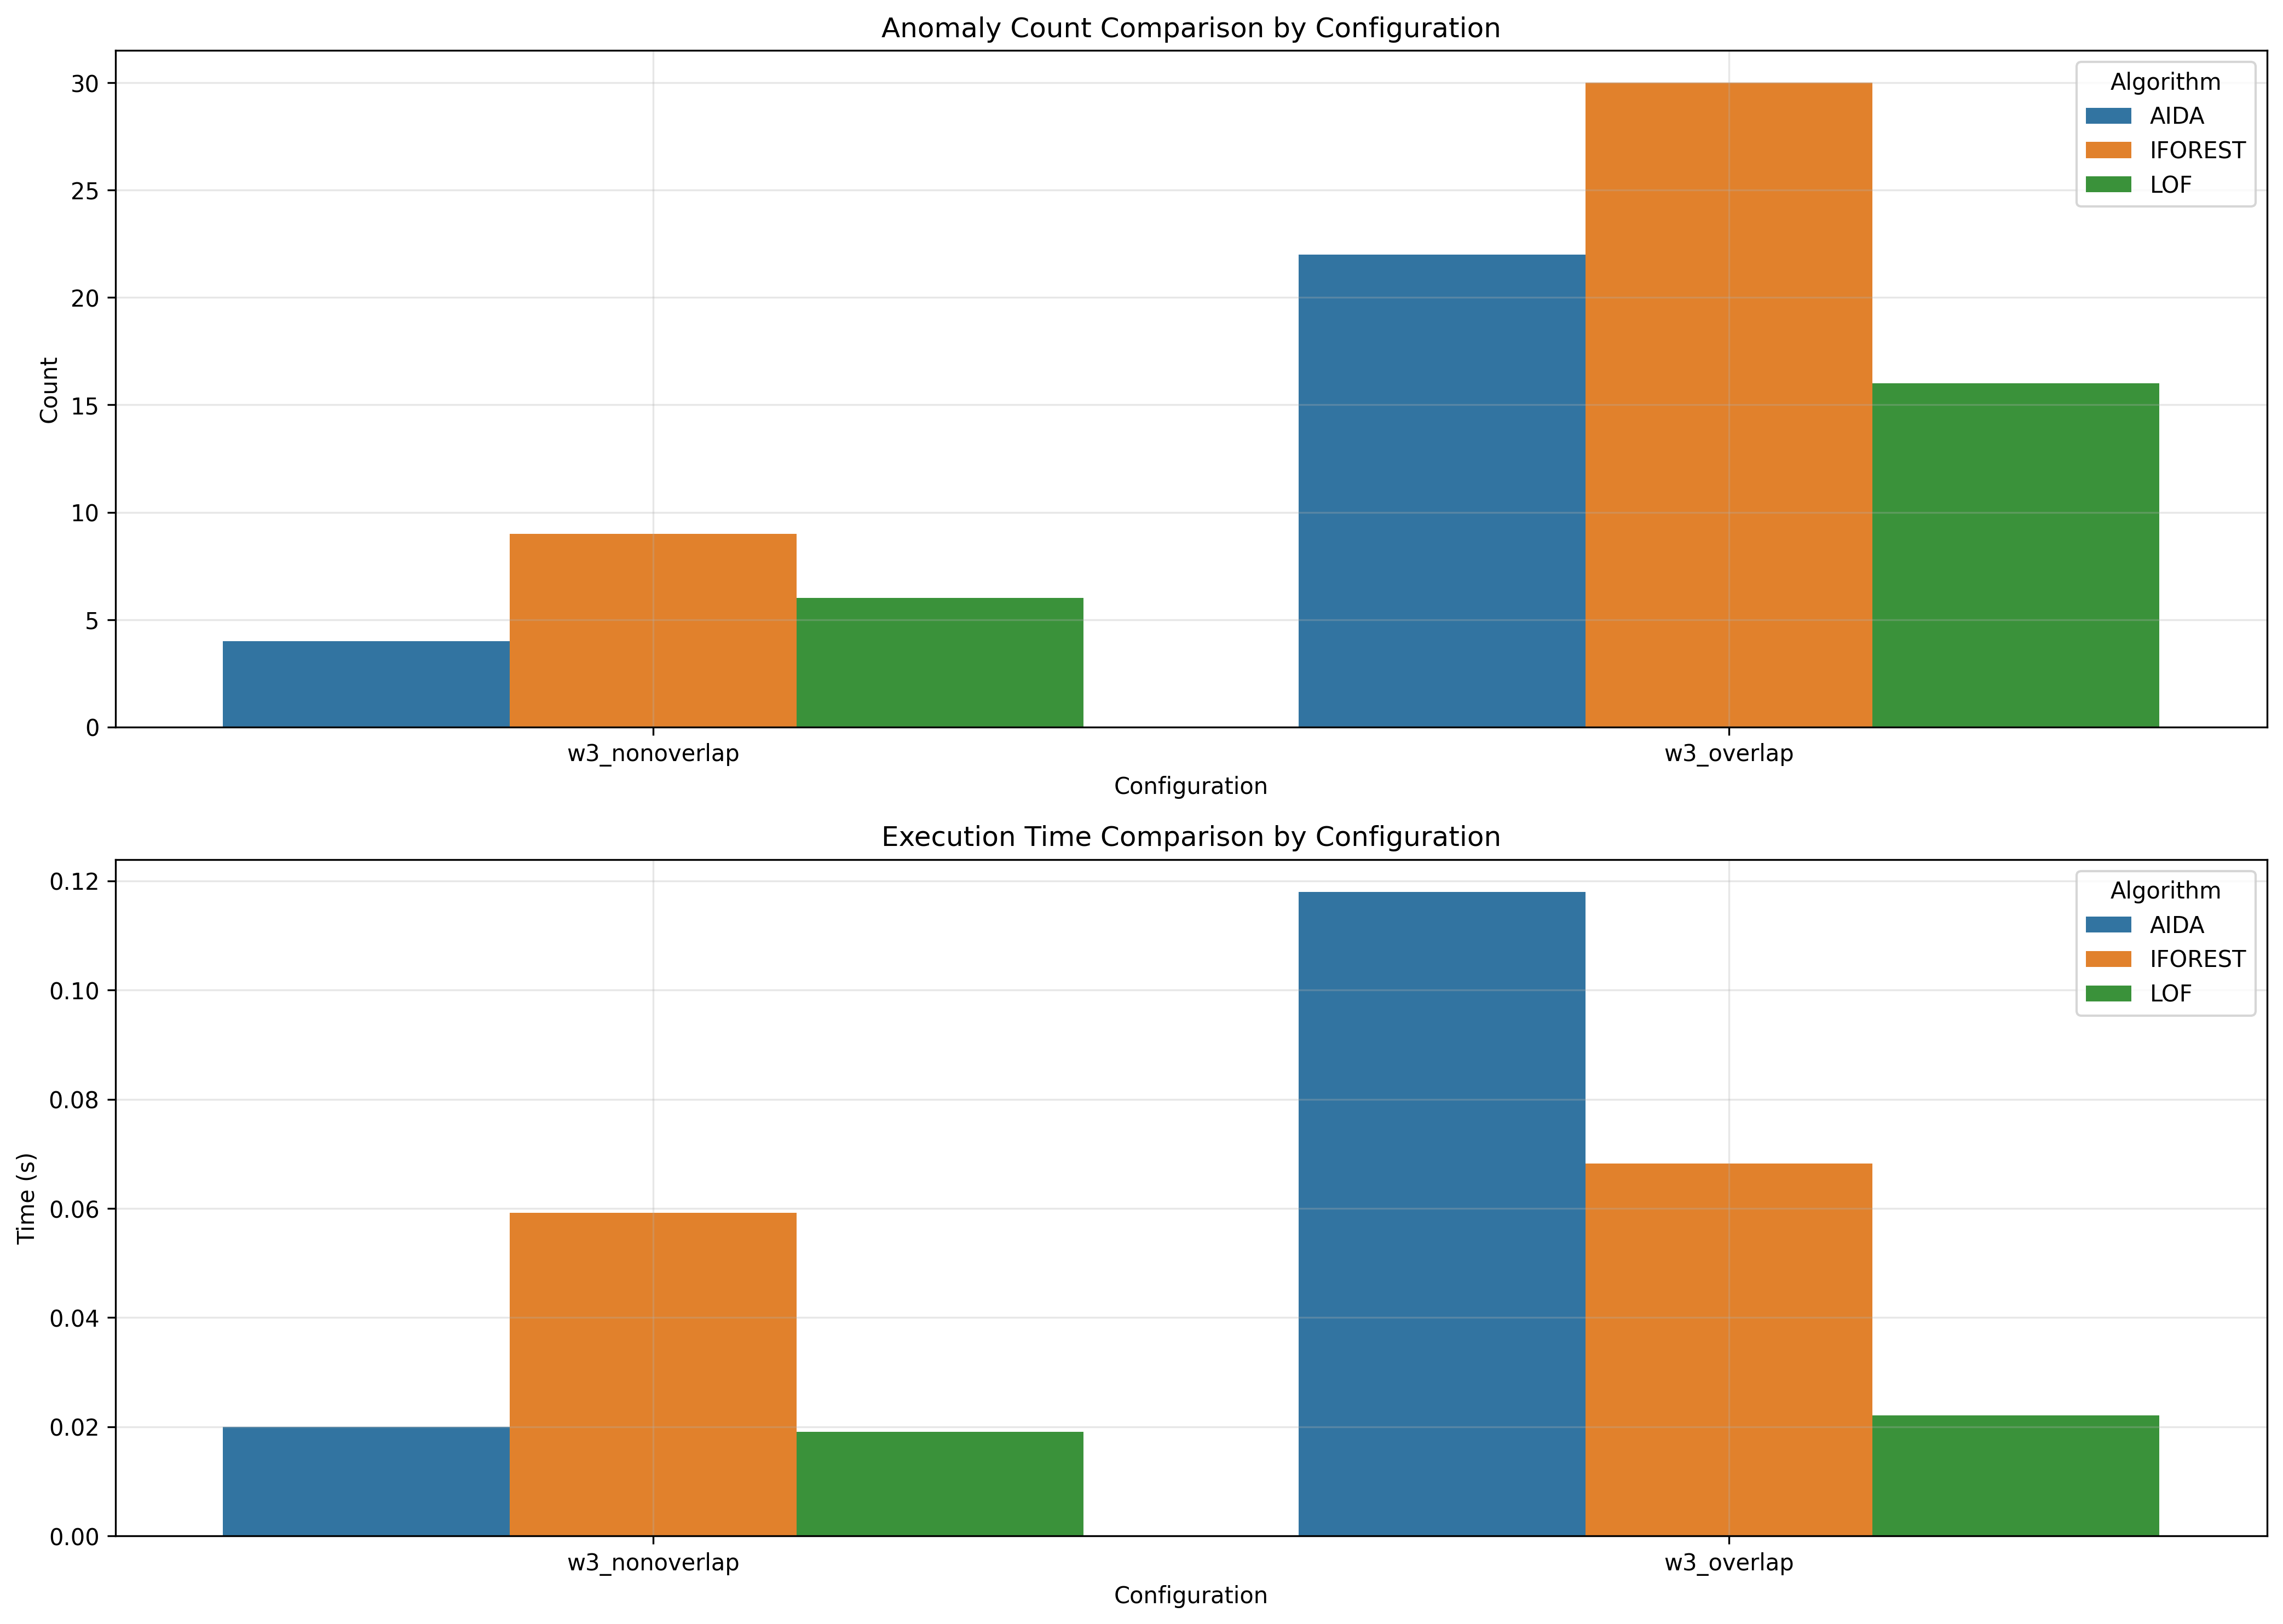 Anomaly Count Comparison by Configuration
30
25
20
15
10
5
0
Count
Algorithm
AIDA
IFOREST
LOF
w3_nonoverlap
w3_overlap
Configuration
Execution Time Comparison by Configuration
0.12
0.10
0.08
0.06
0.04
0.02
0.00
Time (s)
Algorithm
AIDA
IFOREST
LOF
w3_nonoverlap
w3_overlap
Configuration